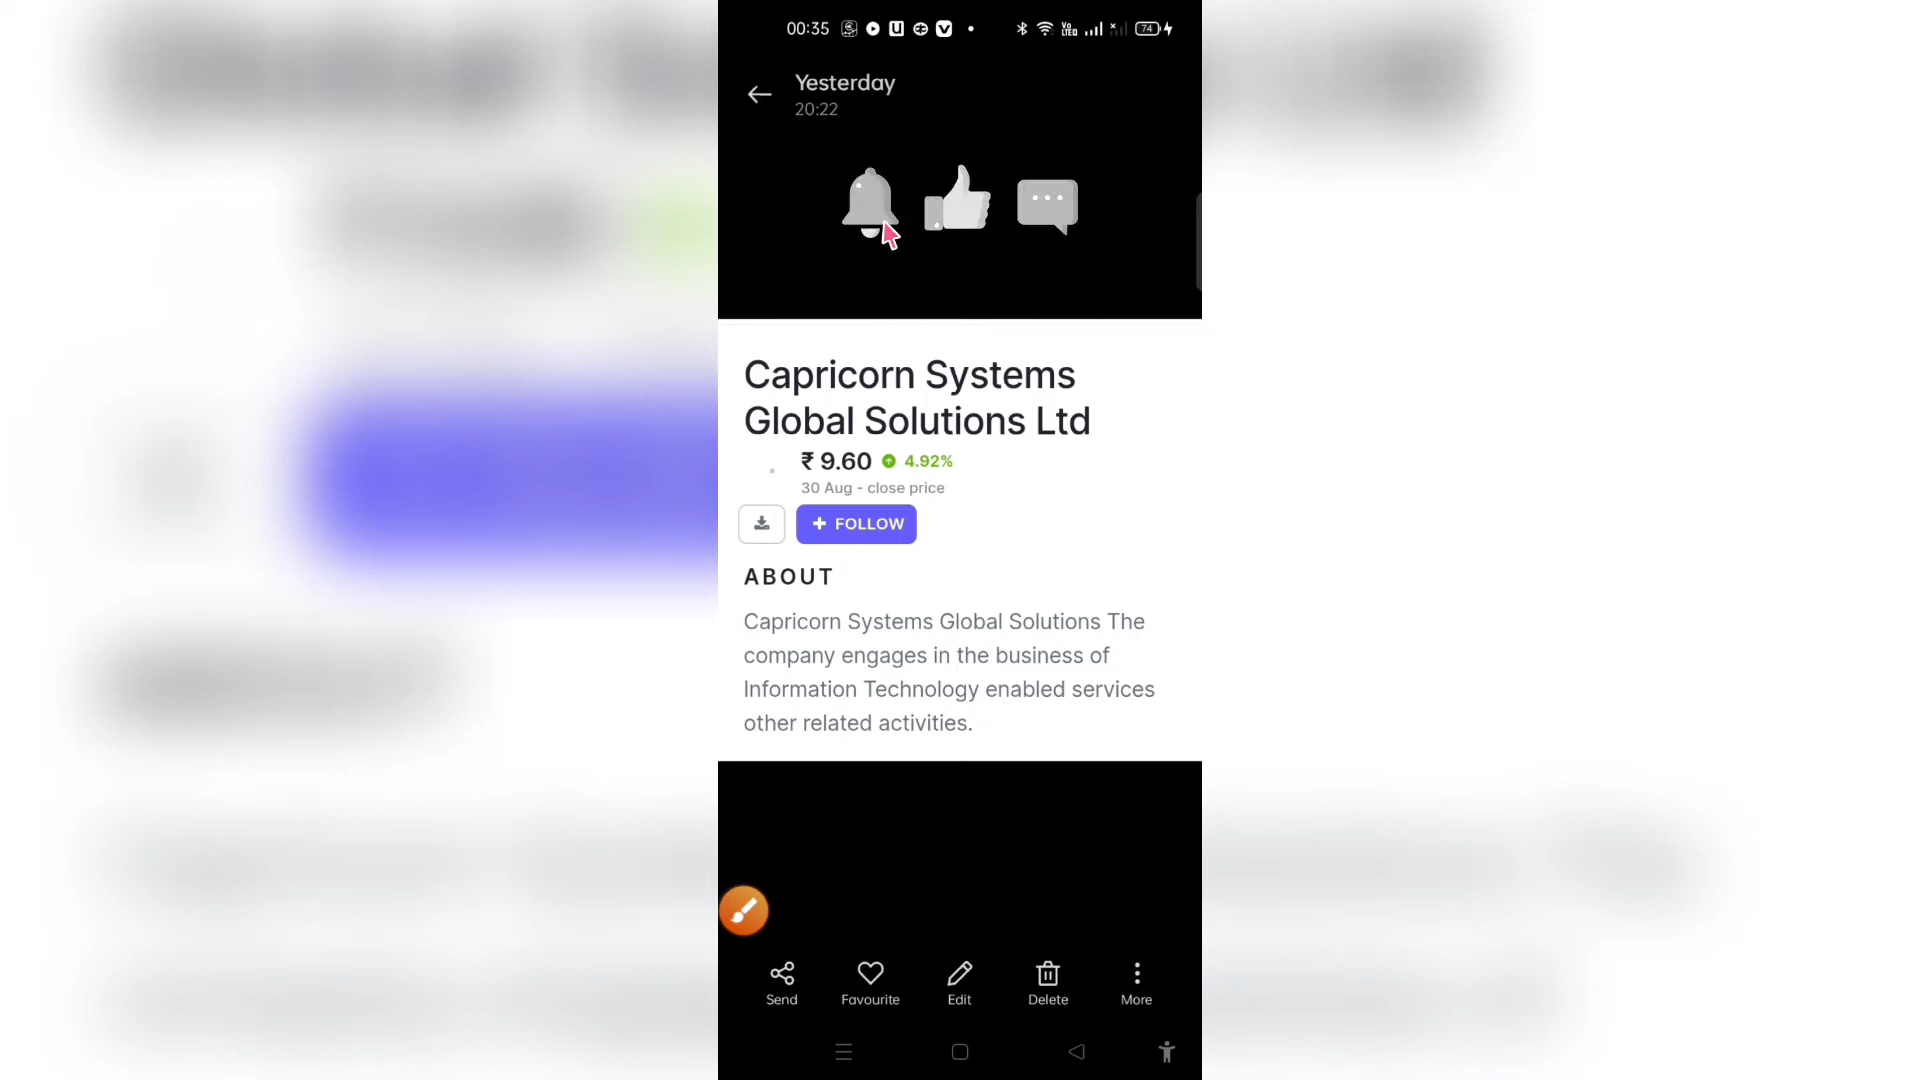 00:35
74
Yesterday
20:22
Capricorn Systems
Global Solutions Ltd
₹ 9.60 4.92%
30 Aug - close price
+ FOLLOW
ABOUT
Capricorn Systems Global Solutions The
company engages in the business of
Information Technology enabled services
other related activities.
Send Favourite Edit Delete More